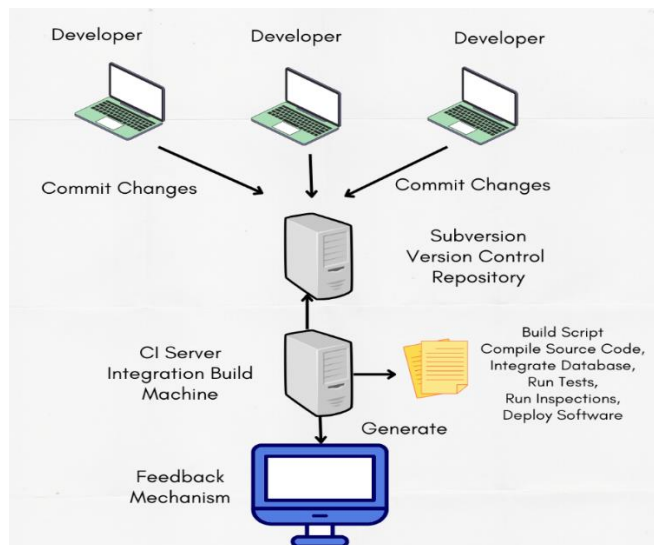 Developer
Developer
Developer
Commit Changes
Commit Changes
Subversion
Version Control
Repository
CI Server
Integration Build
Machine
Build Script
Compile Source Code,
Integrate Database,
Run Tests,
Run Inspections,
Deploy Software
Generate
Feedback
Mechanism